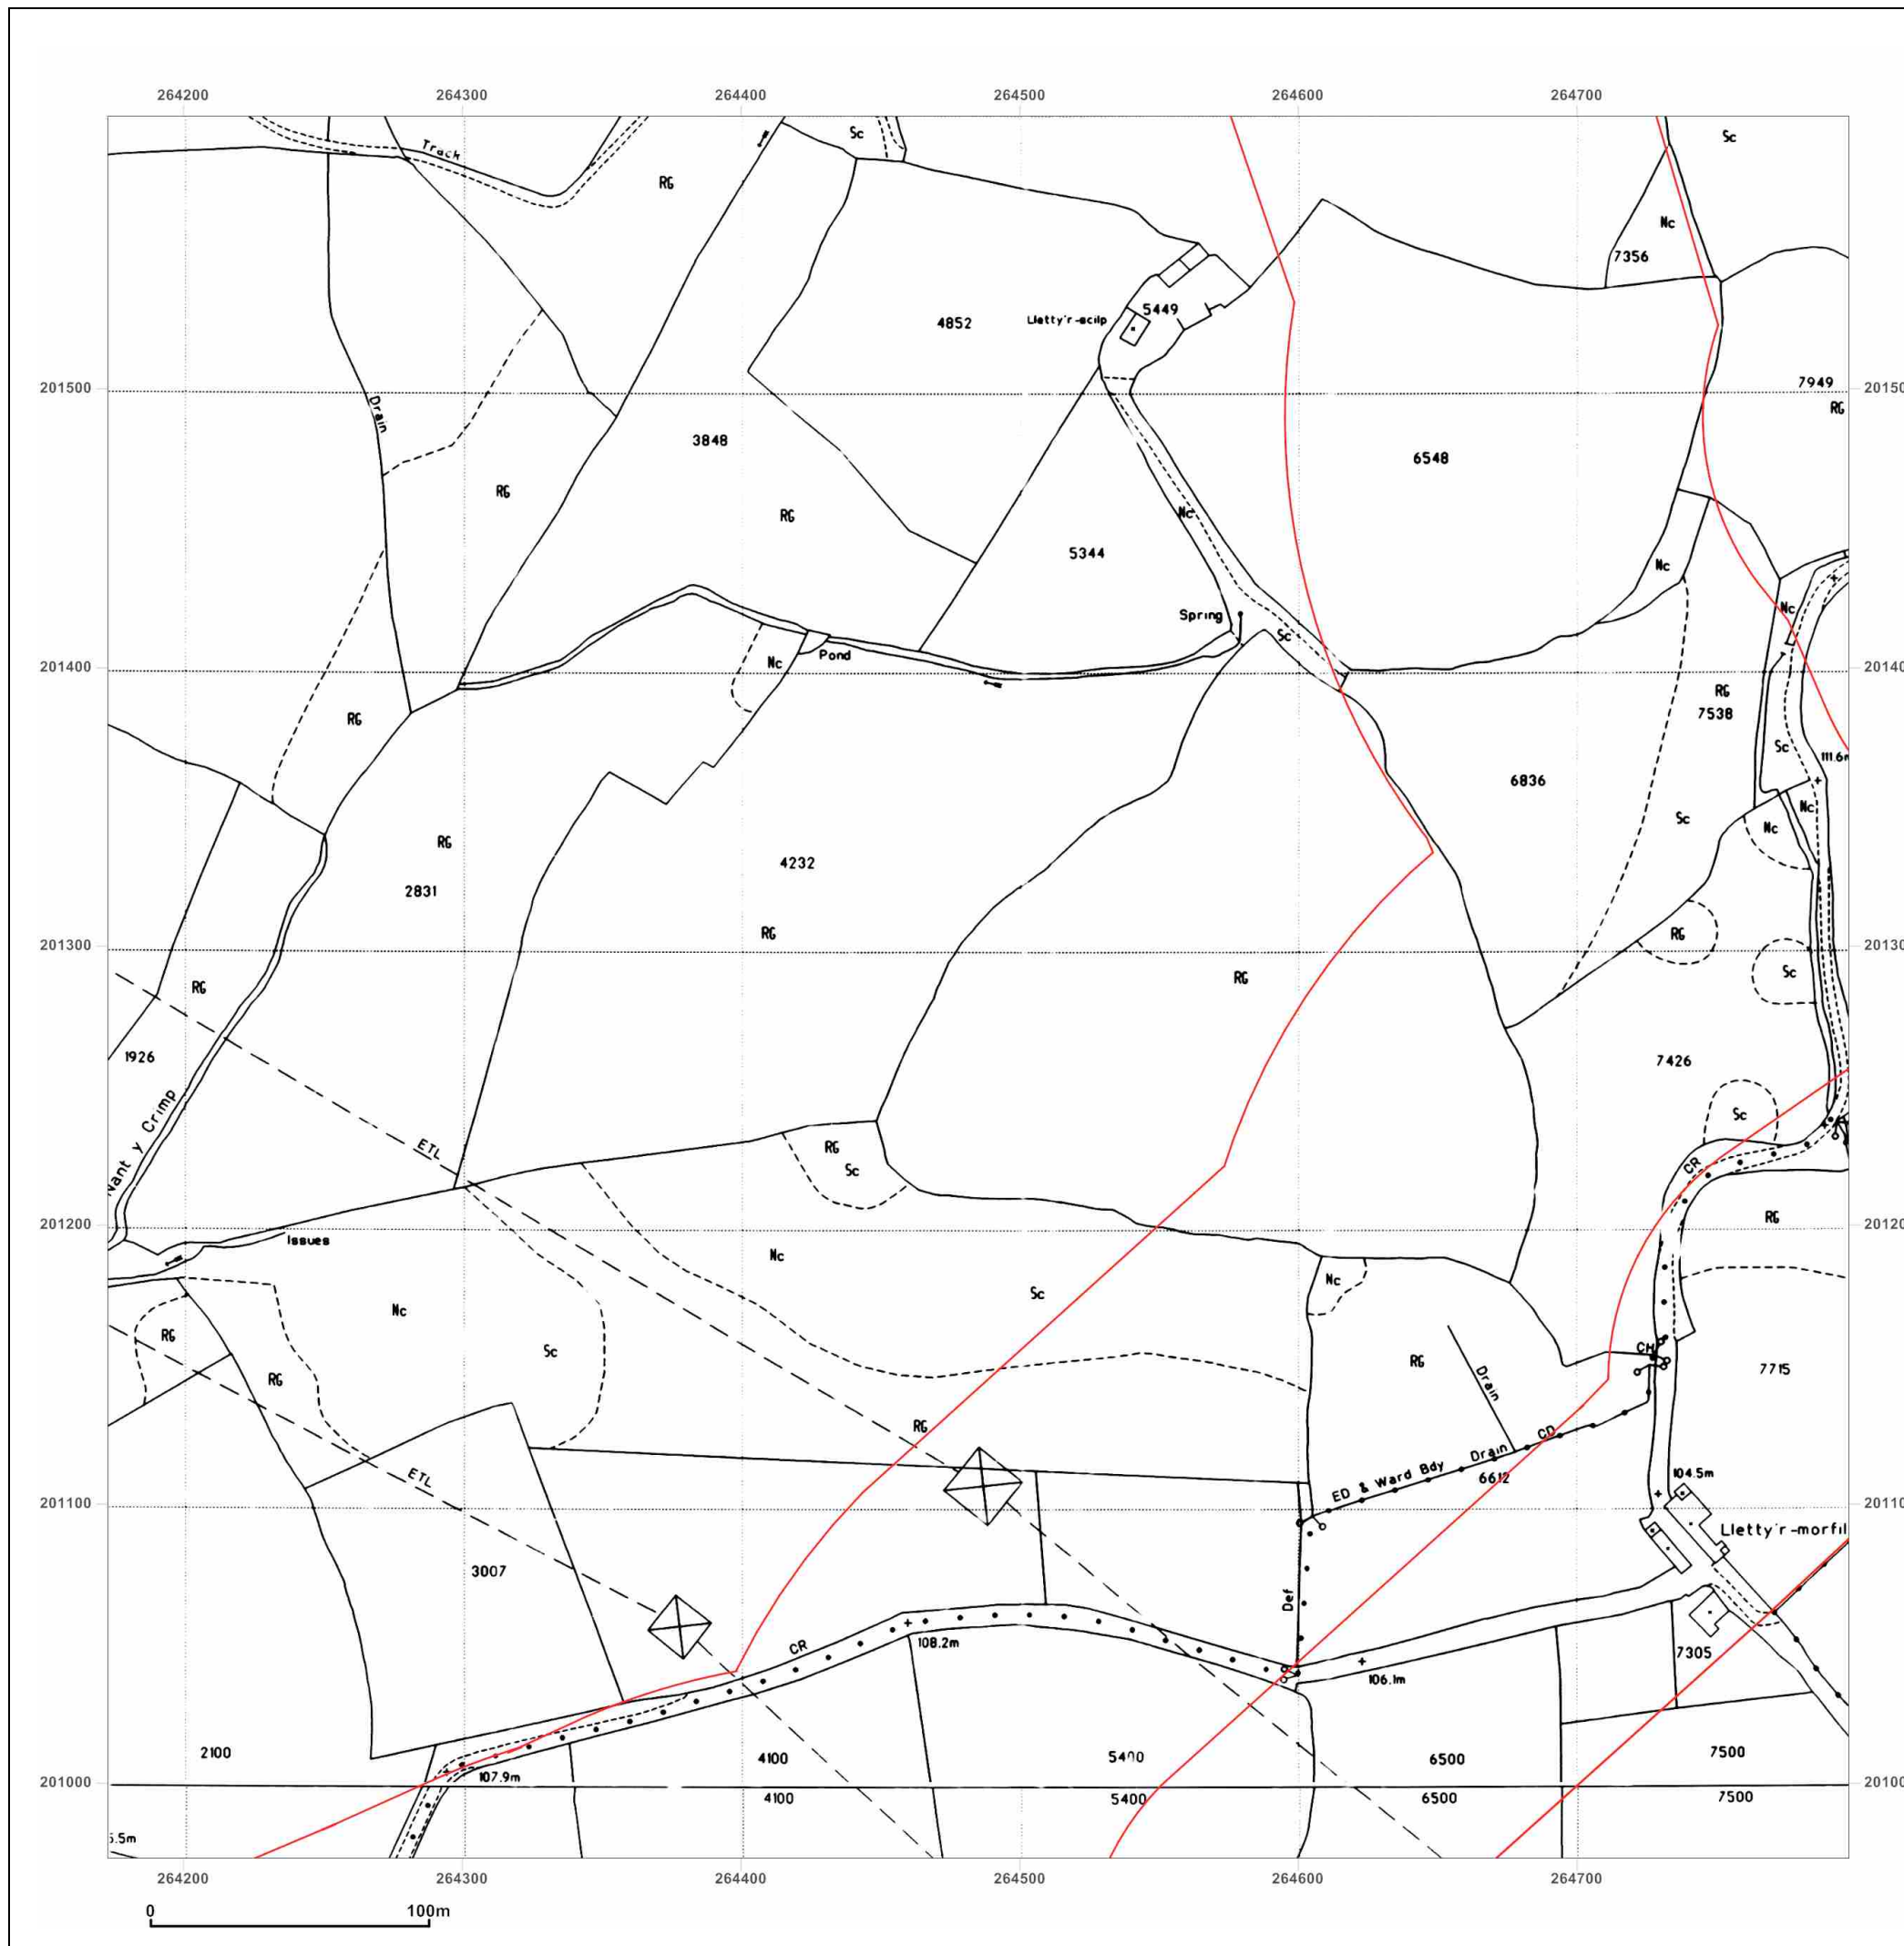 264200 264300 264400 264500 264600 264700
Sc
Sc
Track
RG
Nc
7356
5449
Lletty'r-scilp
4852
7949
201500
RG
Drain
3848
6548
RG
RG
Nc
5344
Nc
Nc
Spring
Sc
Nc
Pond
RG
7538
RG
Sc
111.6m
6836
Nc
Sc
Nc
RG
4232
2831
RG
RG
201300
Sc
RG
RG
1926
7426
Nant y Crimp
Sc
ETL
RG
Sc
CR
RG
201200
Issues
Nc
Nc
Sc
Nc
RG
Sc
CH
RG
7715
RG
Drain
RG
CD
Drain
ED & Ward Bdy
6612
104.5m
ETL
201100
Lletty'r-morfil
3007
Def
CR
108.2m
7305
106.1m
2100
4100
5400
6500
7500
107.9m
201000
4100
5400
6500
7500
5.5m
264200 264300 264400 264500 264600 264700
0 100m
201400